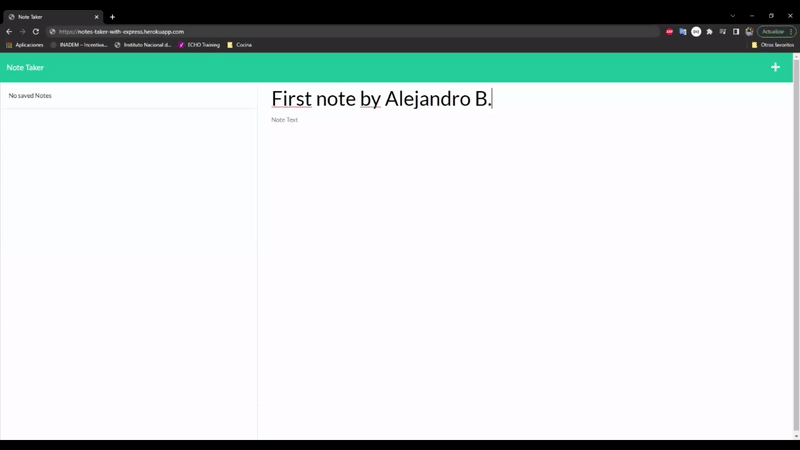 Note Taker
https://notes-taker-with-express.herokuapp.com
Actualizar
Aplicaciones
INADEM – Incentiva...
Instituto Nacional d...
ECHO Training
Cocina
Otros favoritos
Note Taker
No saved Notes
First note by Alejandro B.
Note Text